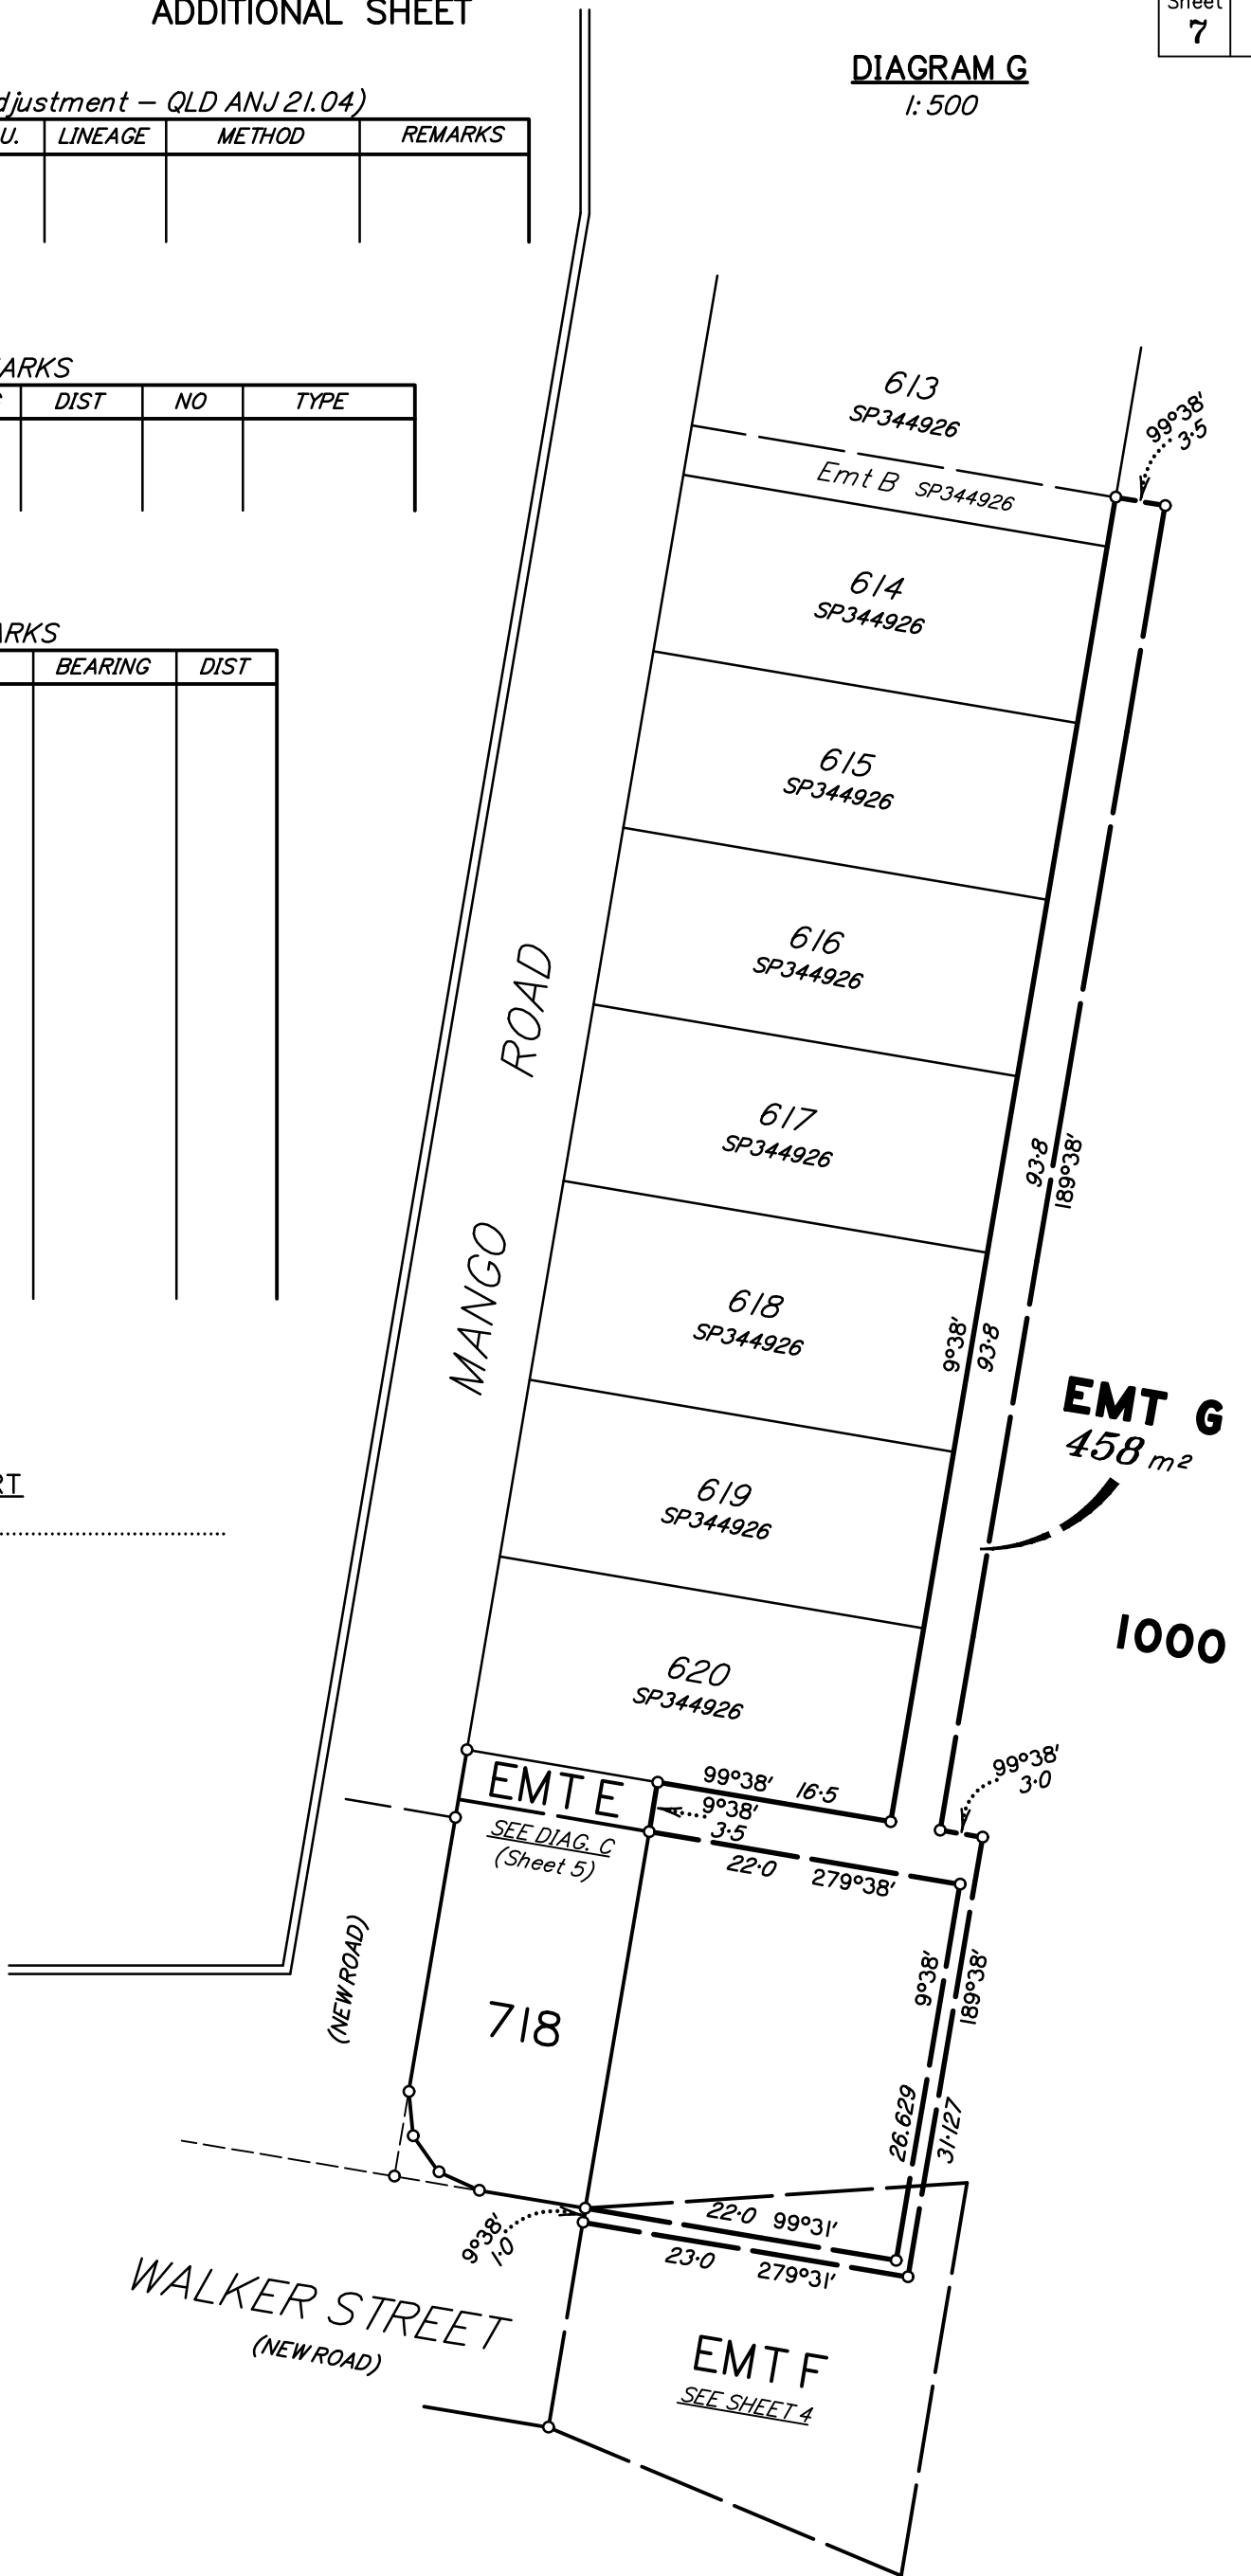 ADDITIONAL SHEET
Sheet
7
DIAGRAM G
1:500
djustment – QLD ANJ 21.04)
U. LINEAGE METHOD REMARKS
ARKS
DIST NO TYPE
ARKS
BEARING DIST
RT
613
SP344926
99°38'
3·5
Emt B SP344926
614
SP344926
615
SP344926
616
SP344926
617
SP344926
618
SP344926
619
SP344926
620
SP344926
MANGO ROAD
93·8
189°38'
9°38'
93·8
EMT G
458 m²
1000
99°38'
3·0
EMT E
SEE DIAG. C
(Sheet 5)
99°38' 16·5
9°38'
3·5
22·0 279°38'
(NEW ROAD)
718
9°38'
189°38'
26.629
31·127
9°38'
1·0
22·0 99°31'
23·0 279°31'
WALKER STREET
(NEW ROAD)
EMT F
SEE SHEET 4